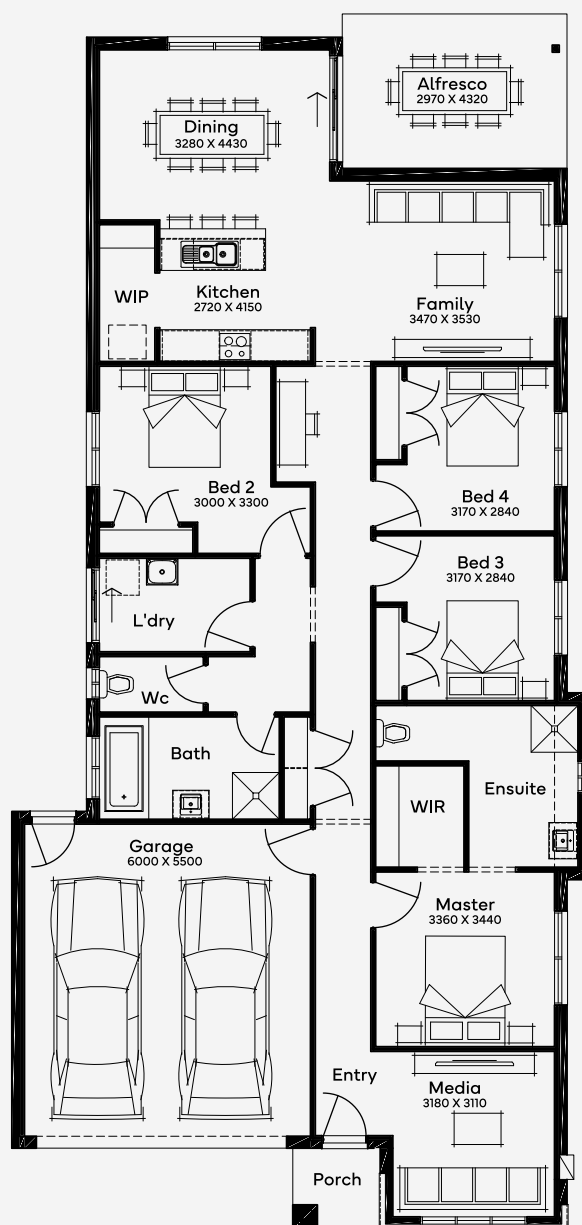 Alfresco
2970 X 4320
Dining
3280 X 4430
WIP
Kitchen
2720 X 4150
Family
3470 X 3530
Bed 2
3000 X 3300
Bed 4
3170 X 2840
Bed 3
3170 X 2840
L'dry
Wc
Bath
Ensuite
WIR
Garage
6000 X 5500
Master
3360 X 3440
Entry
Media
3180 X 3110
Porch